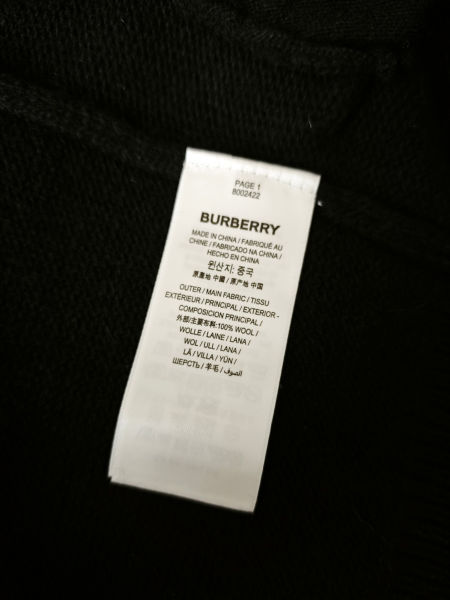 PAGE 1
8002422
BURBERRY
MADE IN CHINA / FABRIQUÉ AU
CHINE / FABRICADO NA CHINA /
HECHO EN CHINA
원산지: 중국
原產地 中國 / 原产地 中国
OUTER / MAIN FABRIC / TISSU
EXTÉRIEUR / PRINCIPAL / EXTERIOR -
COMPOSICION PRINCIPAL /
外部/主要布料:100% WOOL /
WOLLE / LAINE / LANA /
WOL / ULL / LANA /
LÃ / VILLA / YÜN /
ШЕРСТЬ / 羊毛 / الصوف